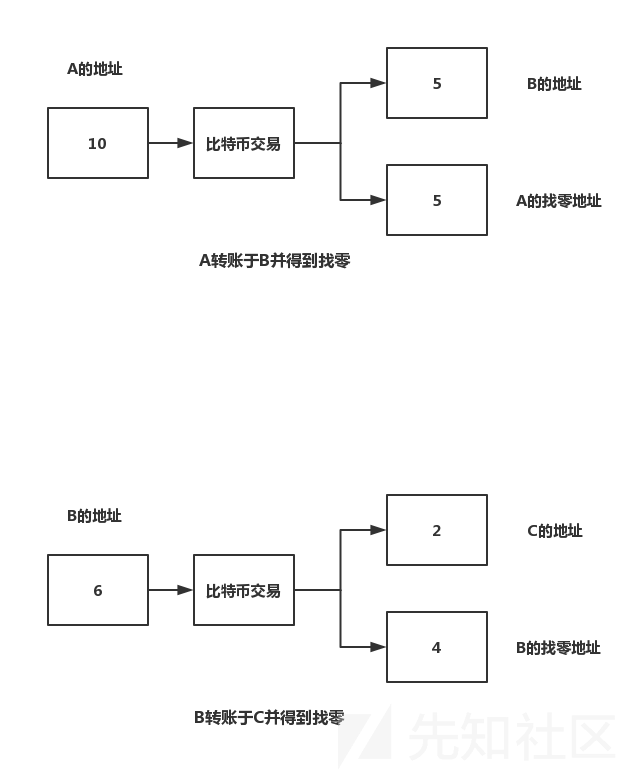 A的地址
10
比特币交易
5
B的地址
5
A的找零地址
A转账于B并得到找零
B的地址
6
比特币交易
2
C的地址
4
B的找零地址
B转账于C并得到找零
先知社区